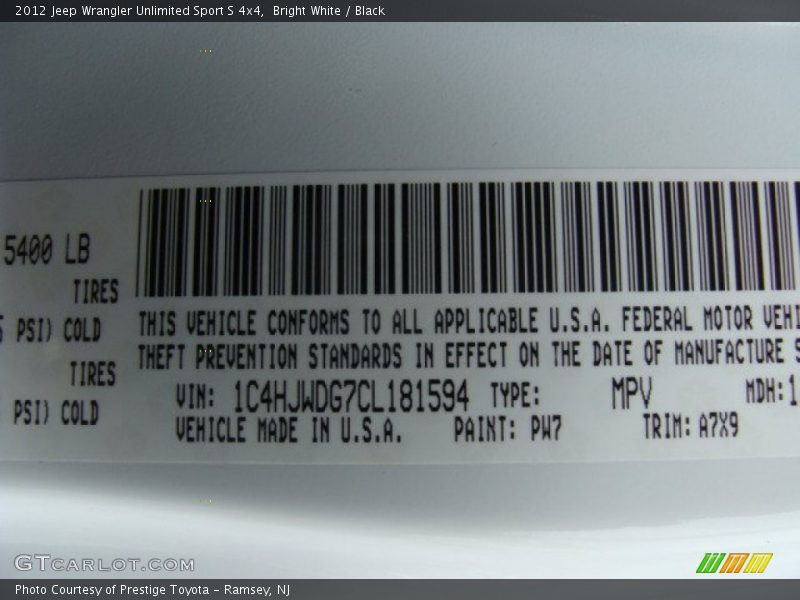 2012 Jeep Wrangler Unlimited Sport S 4x4, Bright White / Black
5400 LB
TIRES
PSI) COLD
TIRES
PSI) COLD
THIS VEHICLE CONFORMS TO ALL APPLICABLE U.S.A. FEDERAL MOTOR VEHI
THEFT PREVENTION STANDARDS IN EFFECT ON THE DATE OF MANUFACTURE S
VIN: 1C4HJWDG7CL181594 TYPE: MPV MDH:1
VEHICLE MADE IN U.S.A. PAINT: PW7 TRIM: A7X9
GTCARLOT.COM
Photo Courtesy of Prestige Toyota - Ramsey, NJ